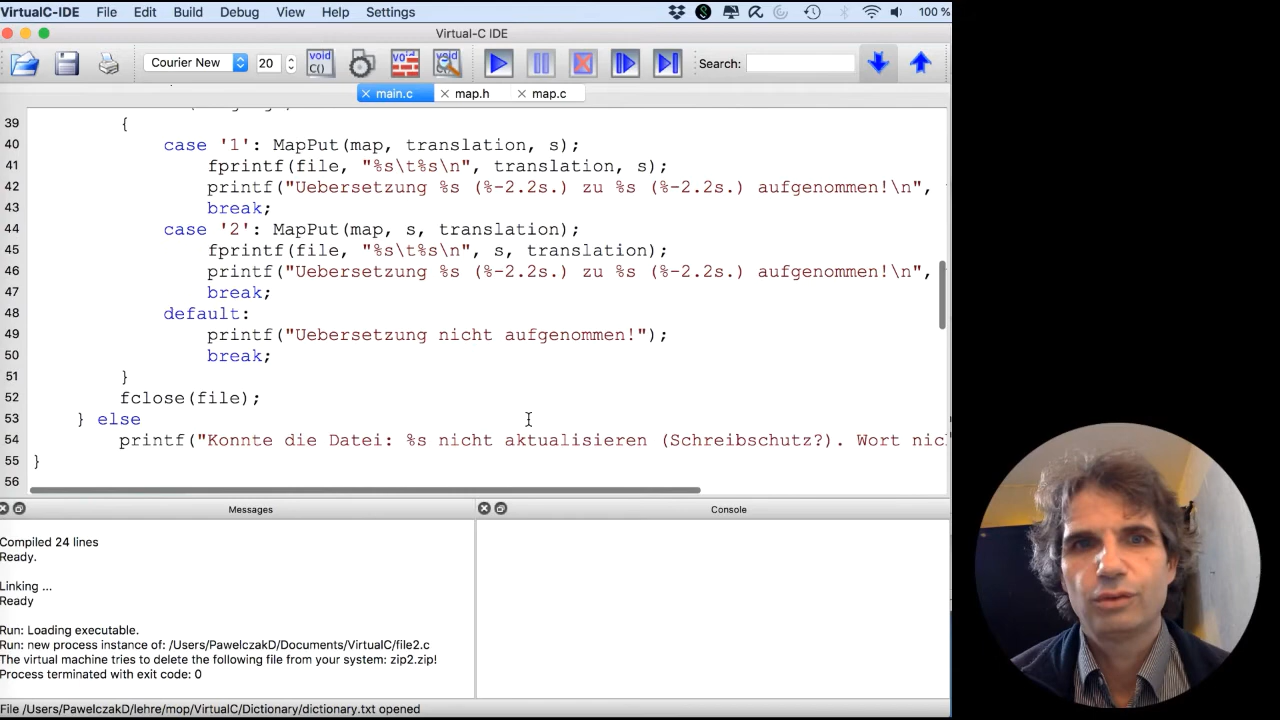 VirtualC-IDE File Edit Build Debug View Help Settings 100 %
Virtual-C IDE
Courier New 20 void C() Search:
main.c map.h map.c
39 {
40 case '1': MapPut(map, translation, s);
41 fprintf(file, "%s\t%s\n", translation, s);
42 printf("Uebersetzung %s (%-2.2s.) zu %s (%-2.2s.) aufgenommen!\n",
43 break;
44 case '2': MapPut(map, s, translation);
45 fprintf(file, "%s\t%s\n", s, translation);
46 printf("Uebersetzung %s (%-2.2s.) zu %s (%-2.2s.) aufgenommen!\n",
47 break;
48 default:
49 printf("Uebersetzung nicht aufgenommen!");
50 break;
51 }
52 fclose(file);
53 } else
54 printf("Konnte die Datei: %s nicht aktualisieren (Schreibschutz?). Wort nic
55 }
56
Messages Console
Compiled 24 lines
Ready.
Linking ...
Ready
Run: Loading executable.
Run: new process instance of: /Users/PawelczakD/Documents/VirtualC/file2.c
The virtual machine tries to delete the following file from your system: zip2.zip!
Process terminated with exit code: 0
File /Users/PawelczakD/lehre/mop/VirtualC/Dictionary/dictionary.txt opened